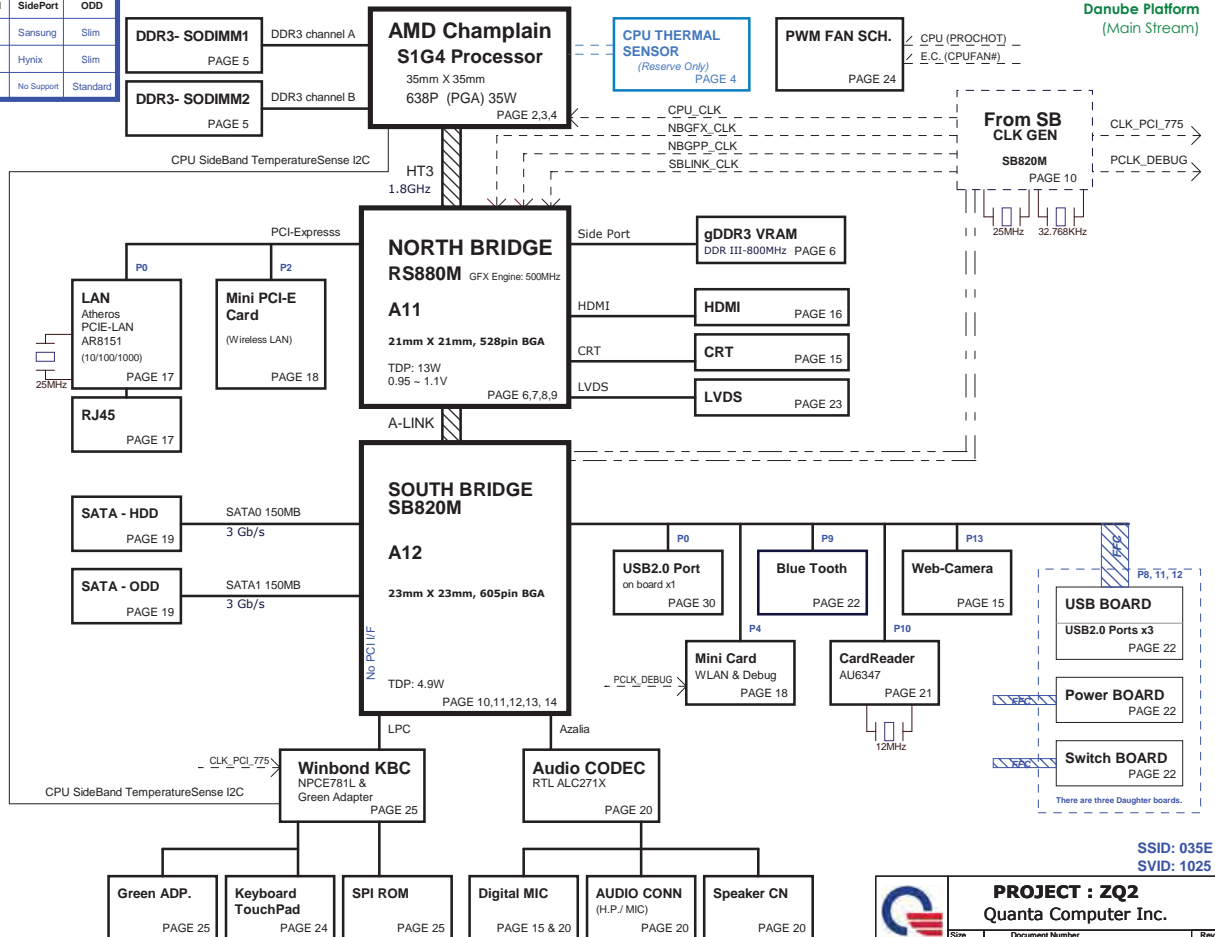 SidePort ODD
Sansung Slim
Hynix Slim
No Support Standard
DDR3- SODIMM1
PAGE 5
DDR3 channel A
DDR3- SODIMM2
PAGE 5
DDR3 channel B
AMD Champlain
S1G4 Processor
35mm X 35mm
638P (PGA) 35W
PAGE 2,3,4
CPU THERMAL
SENSOR
(Reserve Only)
PAGE 4
PWM FAN SCH.
PAGE 24
CPU (PROCHOT)
E.C. (CPUFAN#)
Danube Platform
(Main Stream)
CPU_CLK
NBGFX_CLK
NBGPP_CLK
SBLINK_CLK
From SB
CLK GEN
SB820M
PAGE 10
CLK_PCI_775
PCLK_DEBUG
25MHz
32.768KHz
CPU SideBand TemperatureSense I2C
HT3
1.8GHz
PCI-Expresss
NORTH BRIDGE
RS880M GFX Engine: 500MHz
A11
21mm X 21mm, 528pin BGA
TDP: 13W
0.95 ~ 1.1V
PAGE 6,7,8,9
Side Port
gDDR3 VRAM
DDR III-800MHz PAGE 6
HDMI
HDMI
PAGE 16
CRT
CRT
PAGE 15
LVDS
LVDS
PAGE 23
P0
LAN
Atheros
PCIE-LAN
AR8151
(10/100/1000)
PAGE 17
25MHz
P2
Mini PCI-E
Card
(Wireless LAN)
PAGE 18
RJ45
PAGE 17
A-LINK
SOUTH BRIDGE
SB820M
A12
23mm X 23mm, 605pin BGA
No PCI I/F
TDP: 4.9W
PAGE 10,11,12,13, 14
SATA - HDD
PAGE 19
SATA0 150MB
3 Gb/s
SATA - ODD
PAGE 19
SATA1 150MB
3 Gb/s
P0
USB2.0 Port
on board x1
PAGE 30
P9
Blue Tooth
PAGE 22
P13
Web-Camera
PAGE 15
P4
Mini Card
WLAN & Debug
PAGE 18
PCLK_DEBUG
P10
CardReader
AU6347
PAGE 21
12MHz
FFC
P8, 11, 12
USB BOARD
USB2.0 Ports x3
PAGE 22
FFC
Power BOARD
PAGE 22
FFC
Switch BOARD
PAGE 22
There are three Daughter boards.
LPC
Azalia
CLK_PCI_775
Winbond KBC
NPCE781L &
Green Adapter
PAGE 25
CPU SideBand TemperatureSense I2C
Audio CODEC
RTL ALC271X
PAGE 20
Green ADP.
PAGE 25
Keyboard
TouchPad
PAGE 24
SPI ROM
PAGE 25
Digital MIC
PAGE 15 & 20
AUDIO CONN
(H.P./ MIC)
PAGE 20
Speaker CN
PAGE 20
SSID: 035E
SVID: 1025
PROJECT : ZQ2
Quanta Computer Inc.
Size Document Number Rev